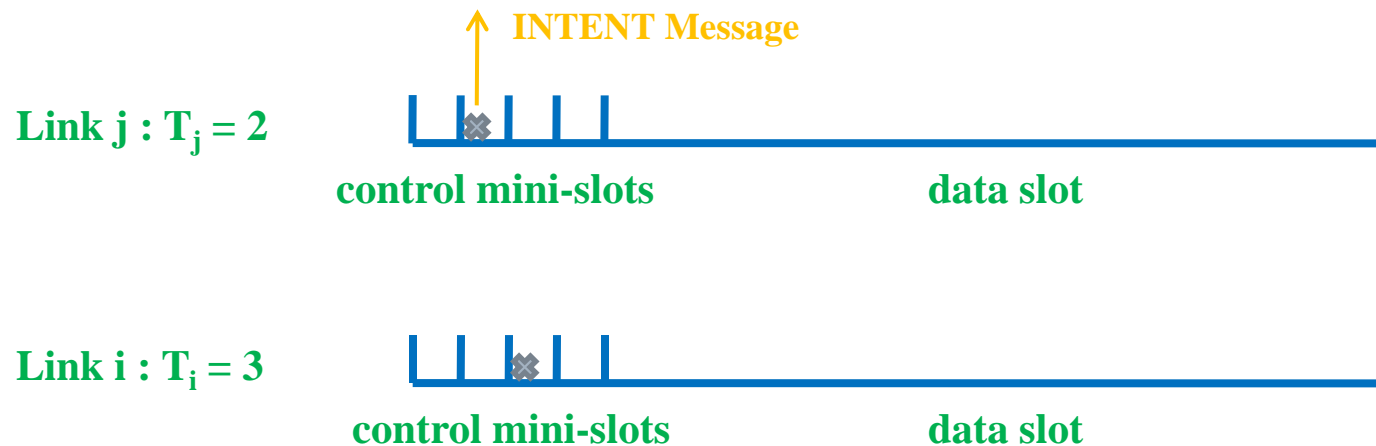 INTENT Message
Link j : Tj = 2
control mini-slots data slot
Link i : Ti = 3
control mini-slots data slot